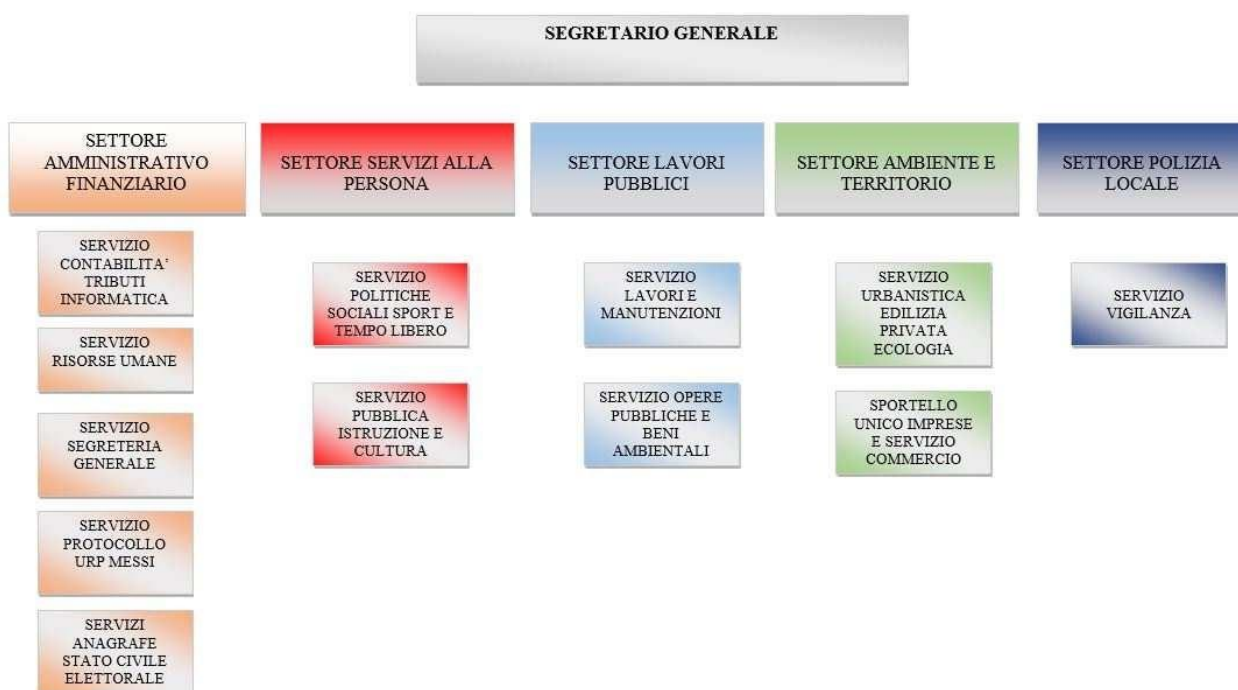 SEGRETARIO GENERALE
SETTORE
AMMINISTRATIVO
FINANZIARIO
SERVIZIO
CONTABILITA’
TRIBUTI
INFORMATICA
SERVIZIO
RISORSE UMANE
SERVIZIO
SEGRETERIA
GENERALE
SERVIZIO
PROTOCOLLO
URP MESSI
SERVIZI
ANAGRAFE
STATO CIVILE
ELETTORALE
SETTORE SERVIZI ALLA
PERSONA
SERVIZIO
POLITICHE
SOCIALI SPORT E
TEMPO LIBERO
SERVIZIO
PUBBLICA
ISTRUZIONE E
CULTURA
SETTORE LAVORI
PUBBLICI
SERVIZIO
LAVORI E
MANUTENZIONI
SERVIZIO OPERE
PUBBLICHE E
BENI
AMBIENTALI
SETTORE AMBIENTE E
TERRITORIO
SERVIZIO
URBANISTICA
EDILIZIA
PRIVATA
ECOLOGIA
SPORTELLO
UNICO IMPRESE
E SERVIZIO
COMMERCIO
SETTORE POLIZIA
LOCALE
SERVIZIO
VIGILANZA